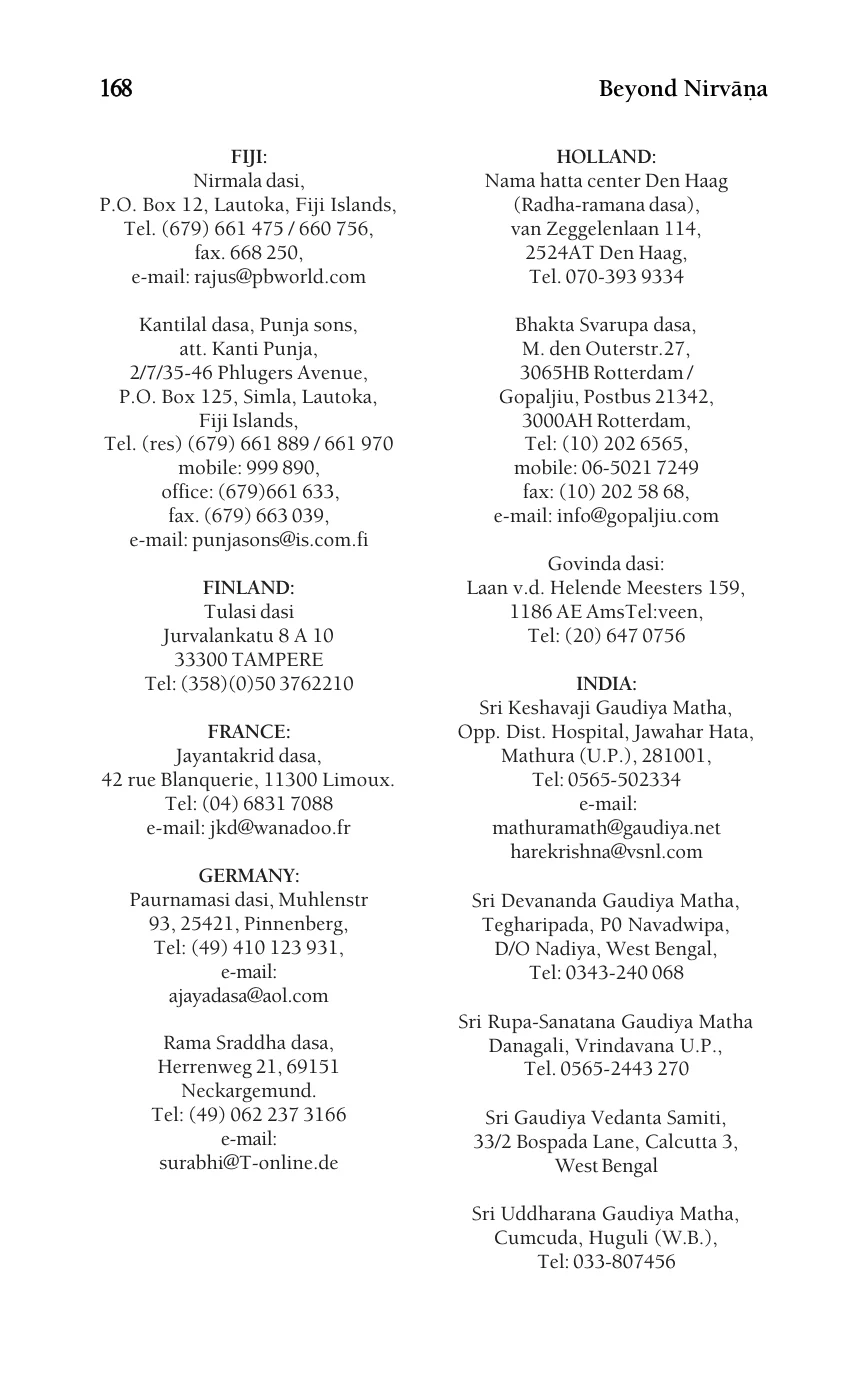 168
Beyond Nirvāṇa
FIJI:
Nirmala dasi,
P.O. Box 12, Lautoka, Fiji Islands,
Tel. (679) 661 475 / 660 756,
fax. 668 250,
e-mail: rajus@pbworld.com
Kantilal dasa, Punja sons,
att. Kanti Punja,
2/7/35-46 Phlugers Avenue,
P.O. Box 125, Simla, Lautoka,
Fiji Islands,
Tel. (res) (679) 661 889 / 661 970
mobile: 999 890,
office: (679)661 633,
fax. (679) 663 039,
e-mail: punjasons@is.com.fi
FINLAND:
Tulasi dasi
Jurvalankatu 8 A 10
33300 TAMPERE
Tel: (358)(0)50 3762210
FRANCE:
Jayantakrid dasa,
42 rue Blanquerie, 11300 Limoux.
Tel: (04) 6831 7088
e-mail: jkd@wanadoo.fr
GERMANY:
Paurnamasi dasi, Muhlenstr
93, 25421, Pinnenberg,
Tel: (49) 410 123 931,
e-mail:
ajayadasa@aol.com
Rama Sraddha dasa,
Herrenweg 21, 69151
Neckargemund.
Tel: (49) 062 237 3166
e-mail:
surabhi@T-online.de
HOLLAND:
Nama hatta center Den Haag
(Radha-ramana dasa),
van Zeggelenlaan 114,
2524AT Den Haag,
Tel. 070-393 9334
Bhakta Svarupa dasa,
M. den Outerstr.27,
3065HB Rotterdam /
Gopaljiu, Postbus 21342,
3000AH Rotterdam,
Tel: (10) 202 6565,
mobile: 06-5021 7249
fax: (10) 202 58 68,
e-mail: info@gopaljiu.com
Govinda dasi:
Laan v.d. Helende Meesters 159,
1186 AE AmsTel:veen,
Tel: (20) 647 0756
INDIA:
Sri Keshavaji Gaudiya Matha,
Opp. Dist. Hospital, Jawahar Hata,
Mathura (U.P.), 281001,
Tel: 0565-502334
e-mail:
mathuramath@gaudiya.net
harekrishna@vsnl.com
Sri Devananda Gaudiya Matha,
Tegharipada, P0 Navadwipa,
D/O Nadiya, West Bengal,
Tel: 0343-240 068
Sri Rupa-Sanatana Gaudiya Matha
Danagali, Vrindavana U.P.,
Tel. 0565-2443 270
Sri Gaudiya Vedanta Samiti,
33/2 Bospada Lane, Calcutta 3,
West Bengal
Sri Uddharana Gaudiya Matha,
Cumcuda, Huguli (W.B.),
Tel: 033-807456